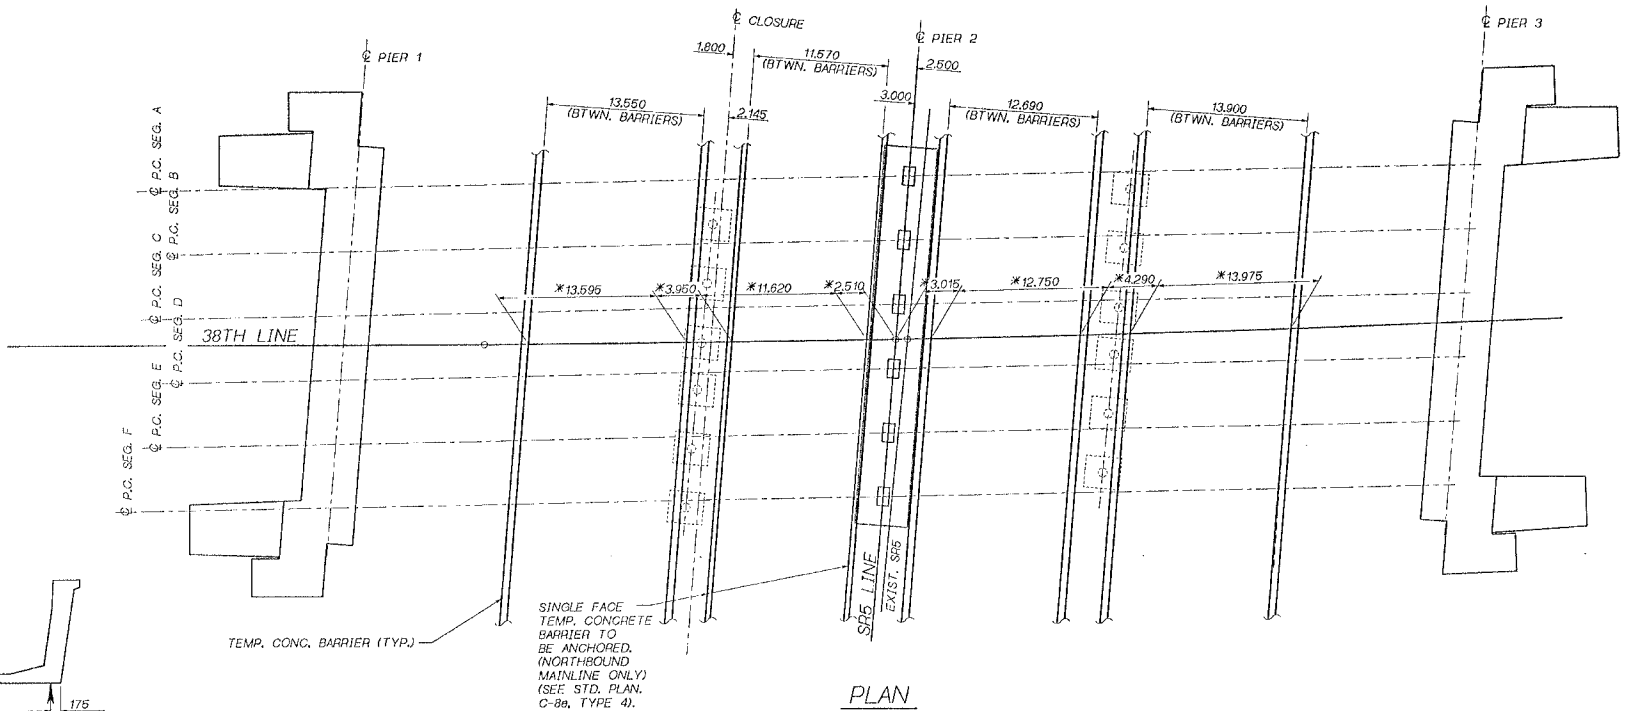 ℄ CLOSURE
℄ PIER 3
℄ PIER 2
℄ PIER 1
1.800
11.570
(BTWN. BARRIERS)
2.500
3.000
13.550
(BTWN. BARRIERS)
2.145
12.690
(BTWN. BARRIERS)
13.900
(BTWN. BARRIERS)
℄ P.C. SEG. A
℄ P.C. SEG. B
℄ P.C. SEG. C
℄ P.C. SEG. D
℄ P.C. SEG. E
℄ P.C. SEG. F
*13.595
*3.950
*11.620
*2.510
*3.015
*12.750
*4.290
*13.975
38TH LINE
SR5 LINE
EXIST. SR5
TEMP. CONC. BARRIER (TYP.)
SINGLE FACE
TEMP. CONCRETE
BARRIER TO
BE ANCHORED.
(NORTHBOUND
MAINLINE ONLY)
(SEE STD. PLAN.
C-8e, TYPE 4).
PLAN
175